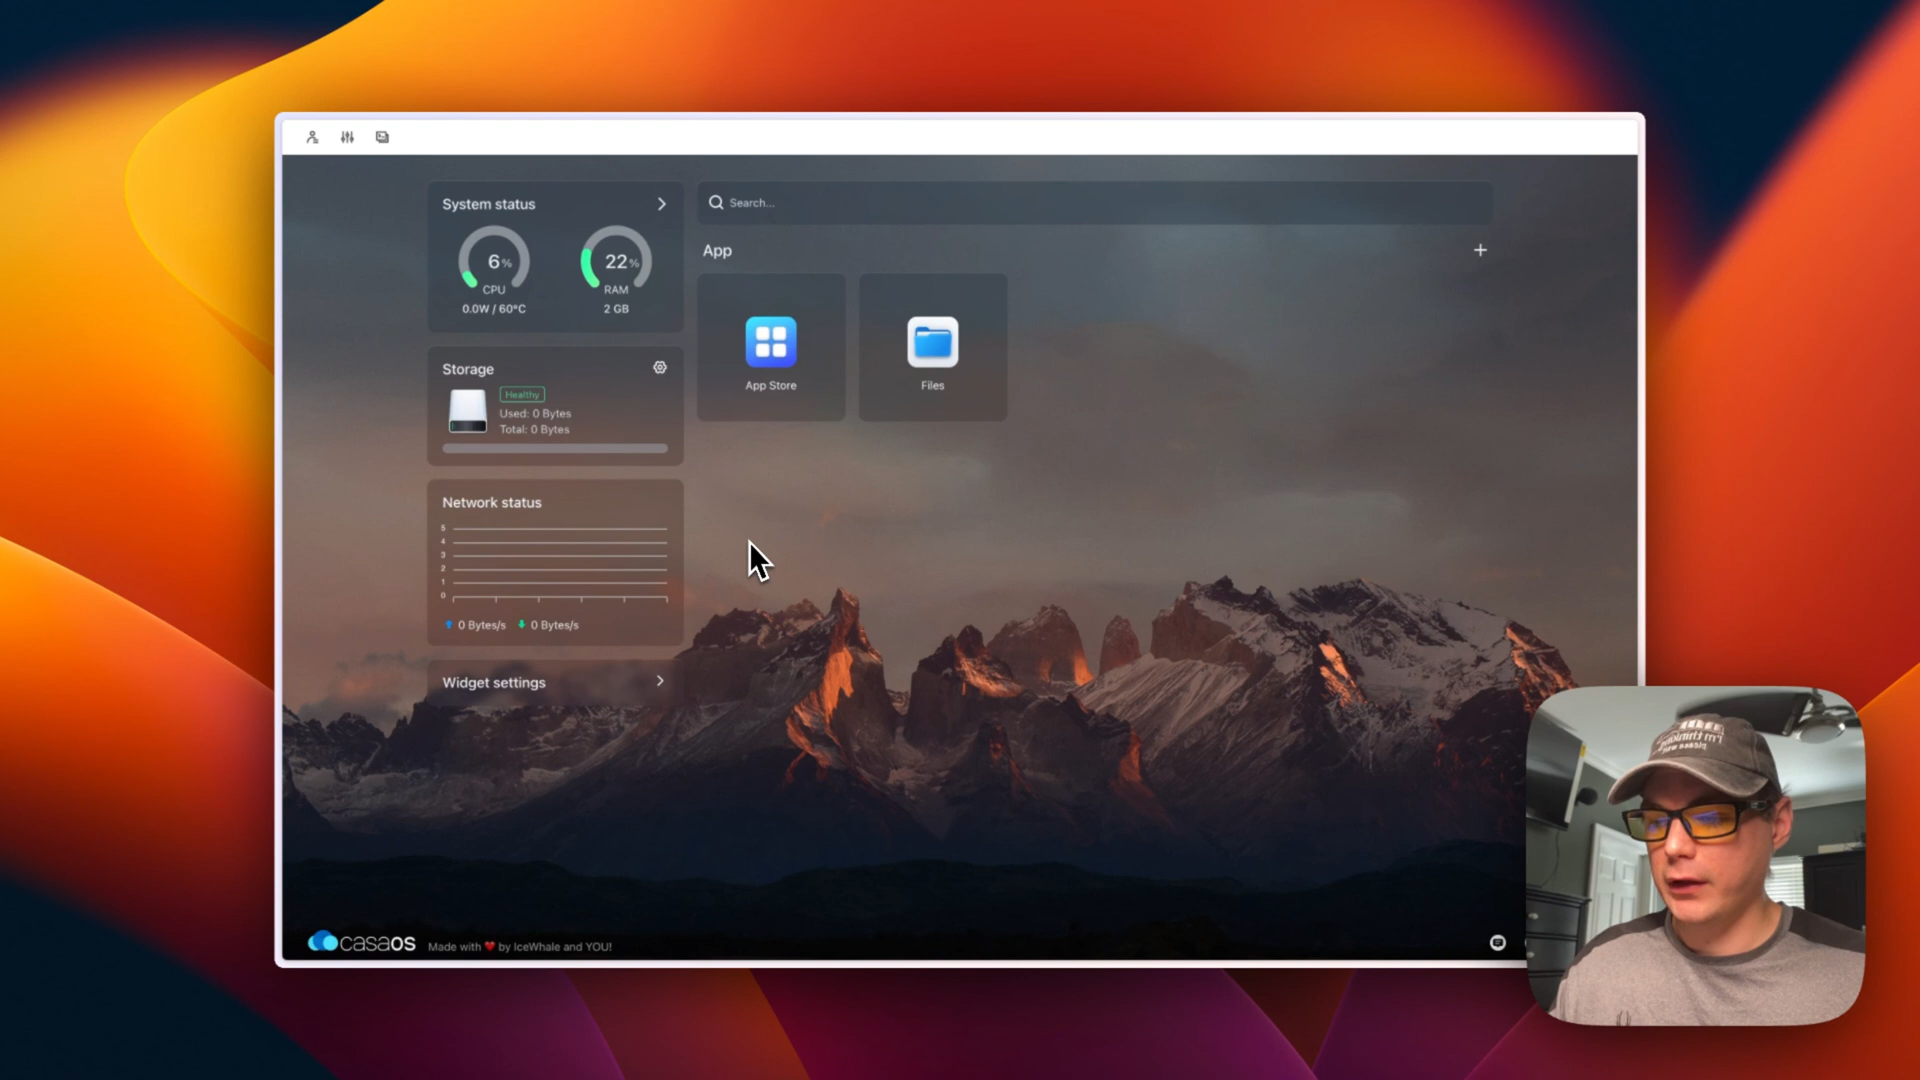 System status
6%
CPU
0.0W / 60°C
22%
RAM
2 GB
Storage
Healthy
Used: 0 Bytes
Total: 0 Bytes
Network status
5
4
3
2
1
0
0 Bytes/s
0 Bytes/s
Widget settings
Search...
App
+
App Store
Files
casaOS
Made with ❤ by IceWhale and YOU!